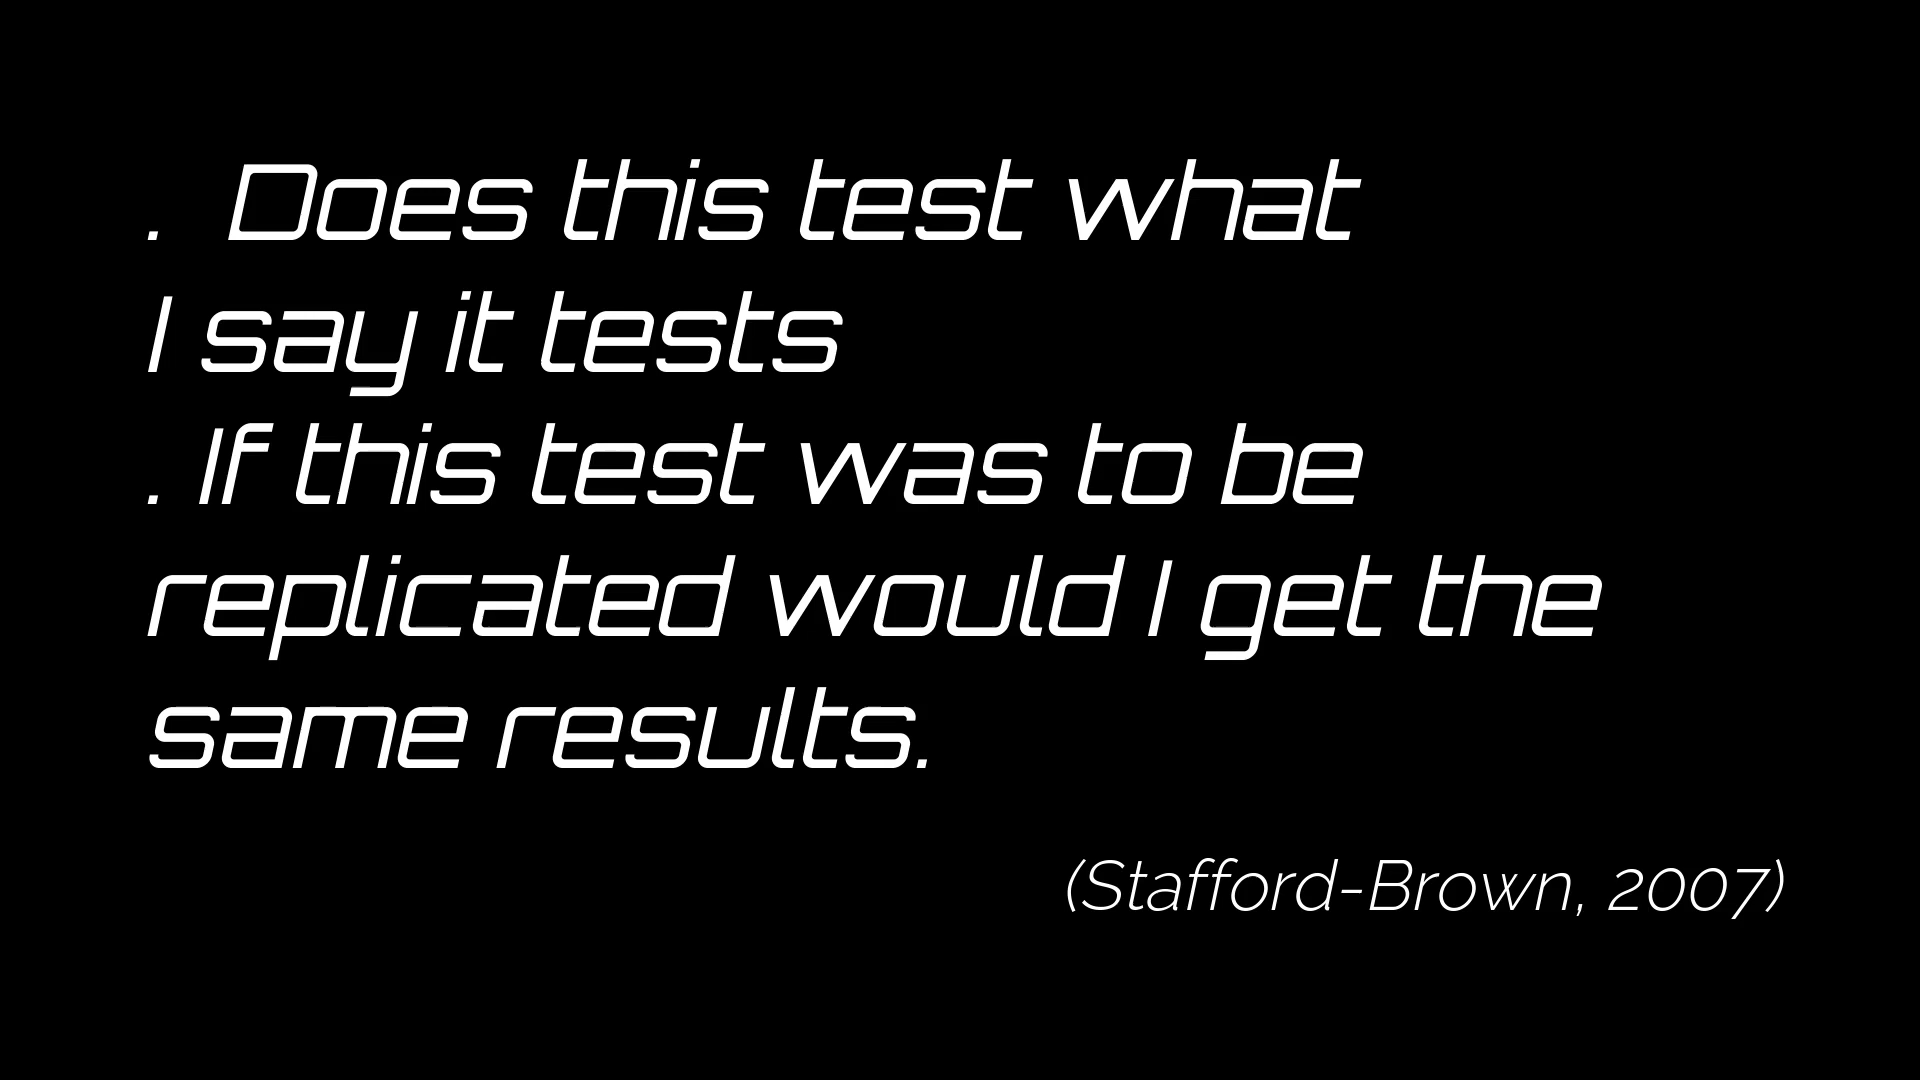 . Does this test what
I say it tests
. If this test was to be
replicated would I get the
same results.
(Stafford-Brown, 2007)